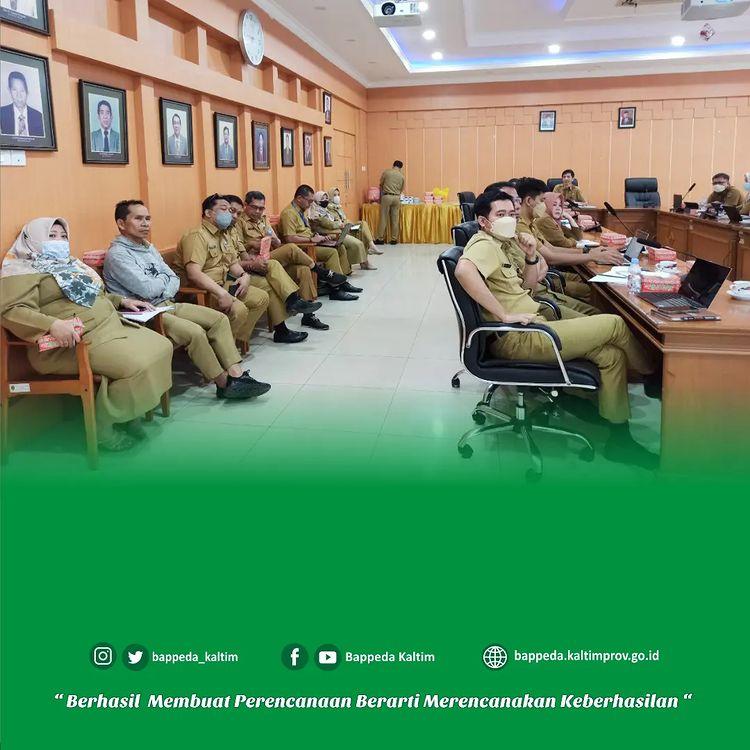 bappeda_kaltim
Bappeda Kaltim
bappeda.kaltimprov.go.id
“ Berhasil Membuat Perencanaan Berarti Merencanakan Keberhasilan “